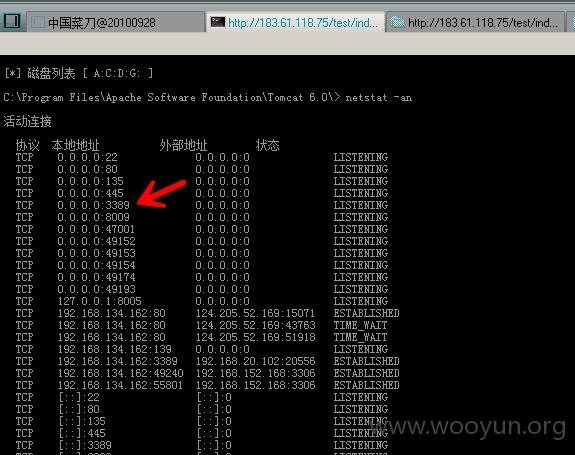 中国菜刀@20100928
http://183.61.118.75/test/ind...
http://183.61.118.75/test/ind...
[*] 磁盘列表 [ A:C:D:G: ]
C:\Program Files\Apache Software Foundation\Tomcat 6.0\> netstat -an
活动连接
协议 本地地址 外部地址 状态
TCP 0.0.0.0:22 0.0.0.0:0 LISTENING
TCP 0.0.0.0:80 0.0.0.0:0 LISTENING
TCP 0.0.0.0:135 0.0.0.0:0 LISTENING
TCP 0.0.0.0:445 0.0.0.0:0 LISTENING
TCP 0.0.0.0:3389 0.0.0.0:0 LISTENING
TCP 0.0.0.0:8009 0.0.0.0:0 LISTENING
TCP 0.0.0.0:47001 0.0.0.0:0 LISTENING
TCP 0.0.0.0:49152 0.0.0.0:0 LISTENING
TCP 0.0.0.0:49153 0.0.0.0:0 LISTENING
TCP 0.0.0.0:49154 0.0.0.0:0 LISTENING
TCP 0.0.0.0:49174 0.0.0.0:0 LISTENING
TCP 0.0.0.0:49193 0.0.0.0:0 LISTENING
TCP 127.0.0.1:8005 0.0.0.0:0 LISTENING
TCP 192.168.134.162:80 124.205.52.169:15071 ESTABLISHED
TCP 192.168.134.162:80 124.205.52.169:43763 TIME_WAIT
TCP 192.168.134.162:80 124.205.52.169:51918 TIME_WAIT
TCP 192.168.134.162:139 0.0.0.0:0 LISTENING
TCP 192.168.134.162:3389 192.168.20.102:20556 ESTABLISHED
TCP 192.168.134.162:49240 192.168.152.168:3306 ESTABLISHED
TCP 192.168.134.162:55801 192.168.152.168:3306 ESTABLISHED
TCP [::]:22 [::]:0 LISTENING
TCP [::]:80 [::]:0 LISTENING
TCP [::]:135 [::]:0 LISTENING
TCP [::]:445 [::]:0 LISTENING
TCP [::]:3389 [::]:0 LISTENING
www.wooyun.org